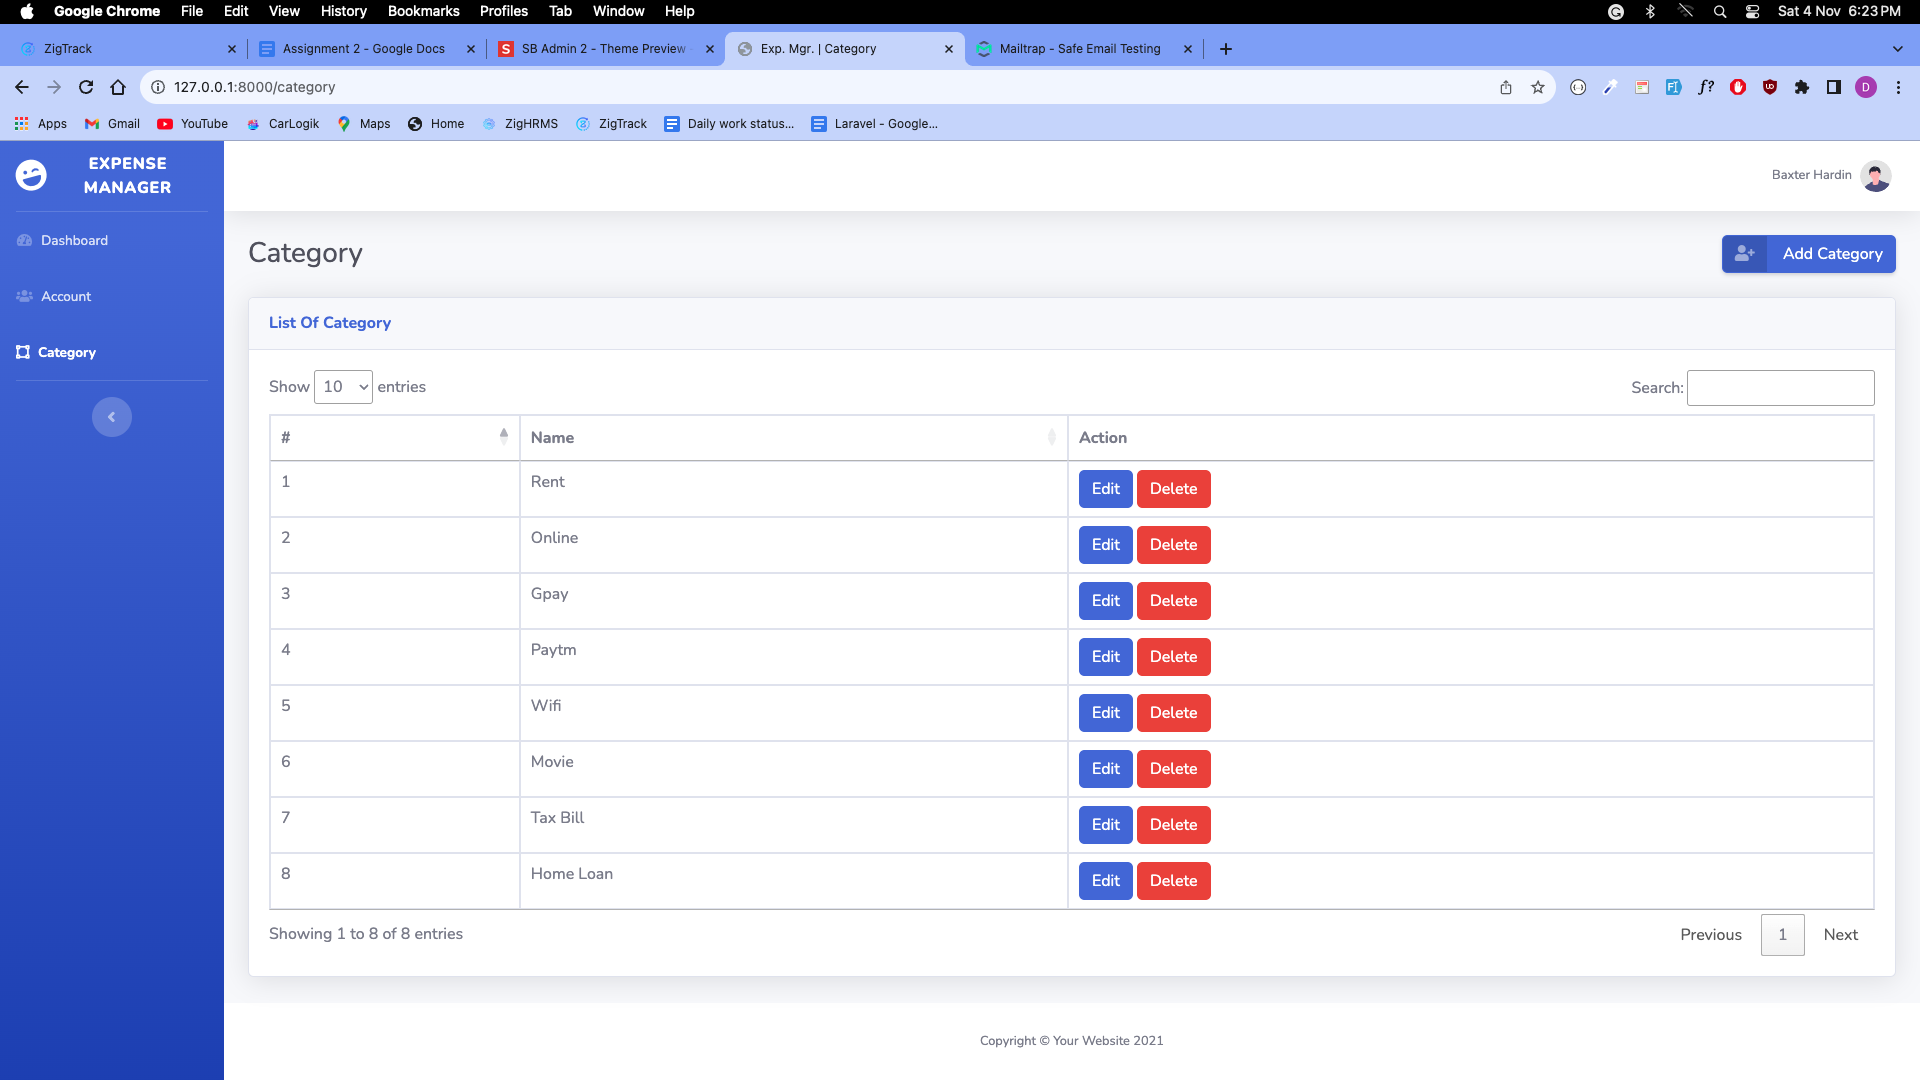 Google Chrome File Edit View History Bookmarks Profiles Tab Window Help Sat 4 Nov 6:23 PM
ZigTrack Assignment 2 - Google Docs SB Admin 2 - Theme Preview Exp. Mgr. | Category Mailtrap - Safe Email Testing
127.0.0.1:8000/category f? D
Apps Gmail YouTube CarLogik Maps Home ZigHRMS ZigTrack Daily work status... Laravel - Google...
EXPENSE
MANAGER
Baxter Hardin
Dashboard
Account
Category
Category
Add Category
List Of Category
Show 10 entries
Search:
# Name Action
1 Rent Edit Delete
2 Online Edit Delete
3 Gpay Edit Delete
4 Paytm Edit Delete
5 Wifi Edit Delete
6 Movie Edit Delete
7 Tax Bill Edit Delete
8 Home Loan Edit Delete
Showing 1 to 8 of 8 entries
Previous 1 Next
Copyright © Your Website 2021